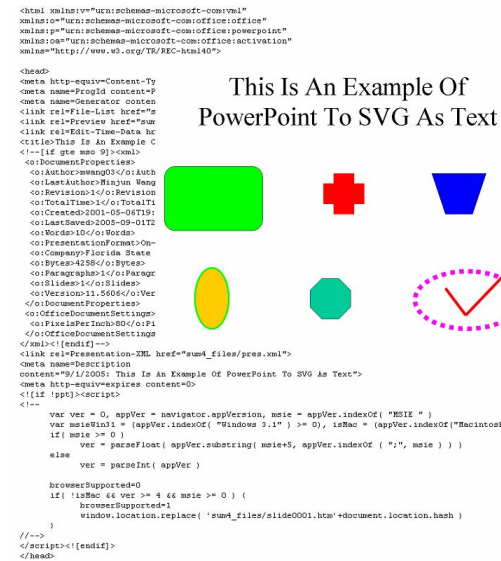 <html xmlns:v="urn:schemas-microsoft-com:vml"
xmlns:o="urn:schemas-microsoft-com:office:office"
xmlns:p="urn:schemas-microsoft-com:office:powerpoint"
xmlns:oa="urn:schemas-microsoft-com:office:activation"
xmlns="http://www.w3.org/TR/REC-html40">
<head>
<meta http-equiv=Content-Ty
<meta name=ProgId content=P
<meta name=Generator conten
<link rel=File-List href="s
<link rel=Preview href="sum
<link rel=Edit-Time-Data hr
<title>This Is An Example C
This Is An Example Of
PowerPoint To SVG As Text
<!--[if gte mso 9]><xml>
<o:DocumentProperties>
<o:Author>mwang03</o:Auth
<o:LastAuthor>Minjun Wang
<o:Revision>1</o:Revision
<o:TotalTime>1</o:TotalTi
<o:Created>2001-05-06T19:
<o:LastSaved>2005-09-01T2
<o:Words>10</o:Words>
<o:PresentationFormat>On-
<o:Company>Florida State
<o:Bytes>4258</o:Bytes>
<o:Paragraphs>1</o:Paragr
<o:Slides>1</o:Slides>
<o:Version>11.5606</o:Ver
</o:DocumentProperties>
<o:OfficeDocumentSettings>
<o:PixelsPerInch>80</o:Pi
</o:OfficeDocumentSettings
</xml><![endif]-->
<link rel=Presentation-XML href="sum4_files/pres.xml">
<meta name=Description
content="9/1/2005: This Is An Example Of PowerPoint To SVG As Text">
<meta http-equiv=expires content=0>
<![if !ppt]><script>
<!--
var ver = 0, appVer = navigator.appVersion, msie = appVer.indexOf( "MSIE " )
var msieWin31 = (appVer.indexOf( "Windows 3.1" ) >= 0), isMac = (appVer.indexOf("Macintosh
if( msie >= 0 )
ver = parseFloat( appVer.substring( msie+5, appVer.indexOf ( ";", msie ) ) )
else
ver = parseInt( appVer )
browserSupported=0
if( !isMac && ver >= 4 && msie >= 0 ) {
browserSupported=1
window.location.replace( 'sum4_files/slide0001.htm'+document.location.hash )
}
//-->
</script><![endif]>
</head>